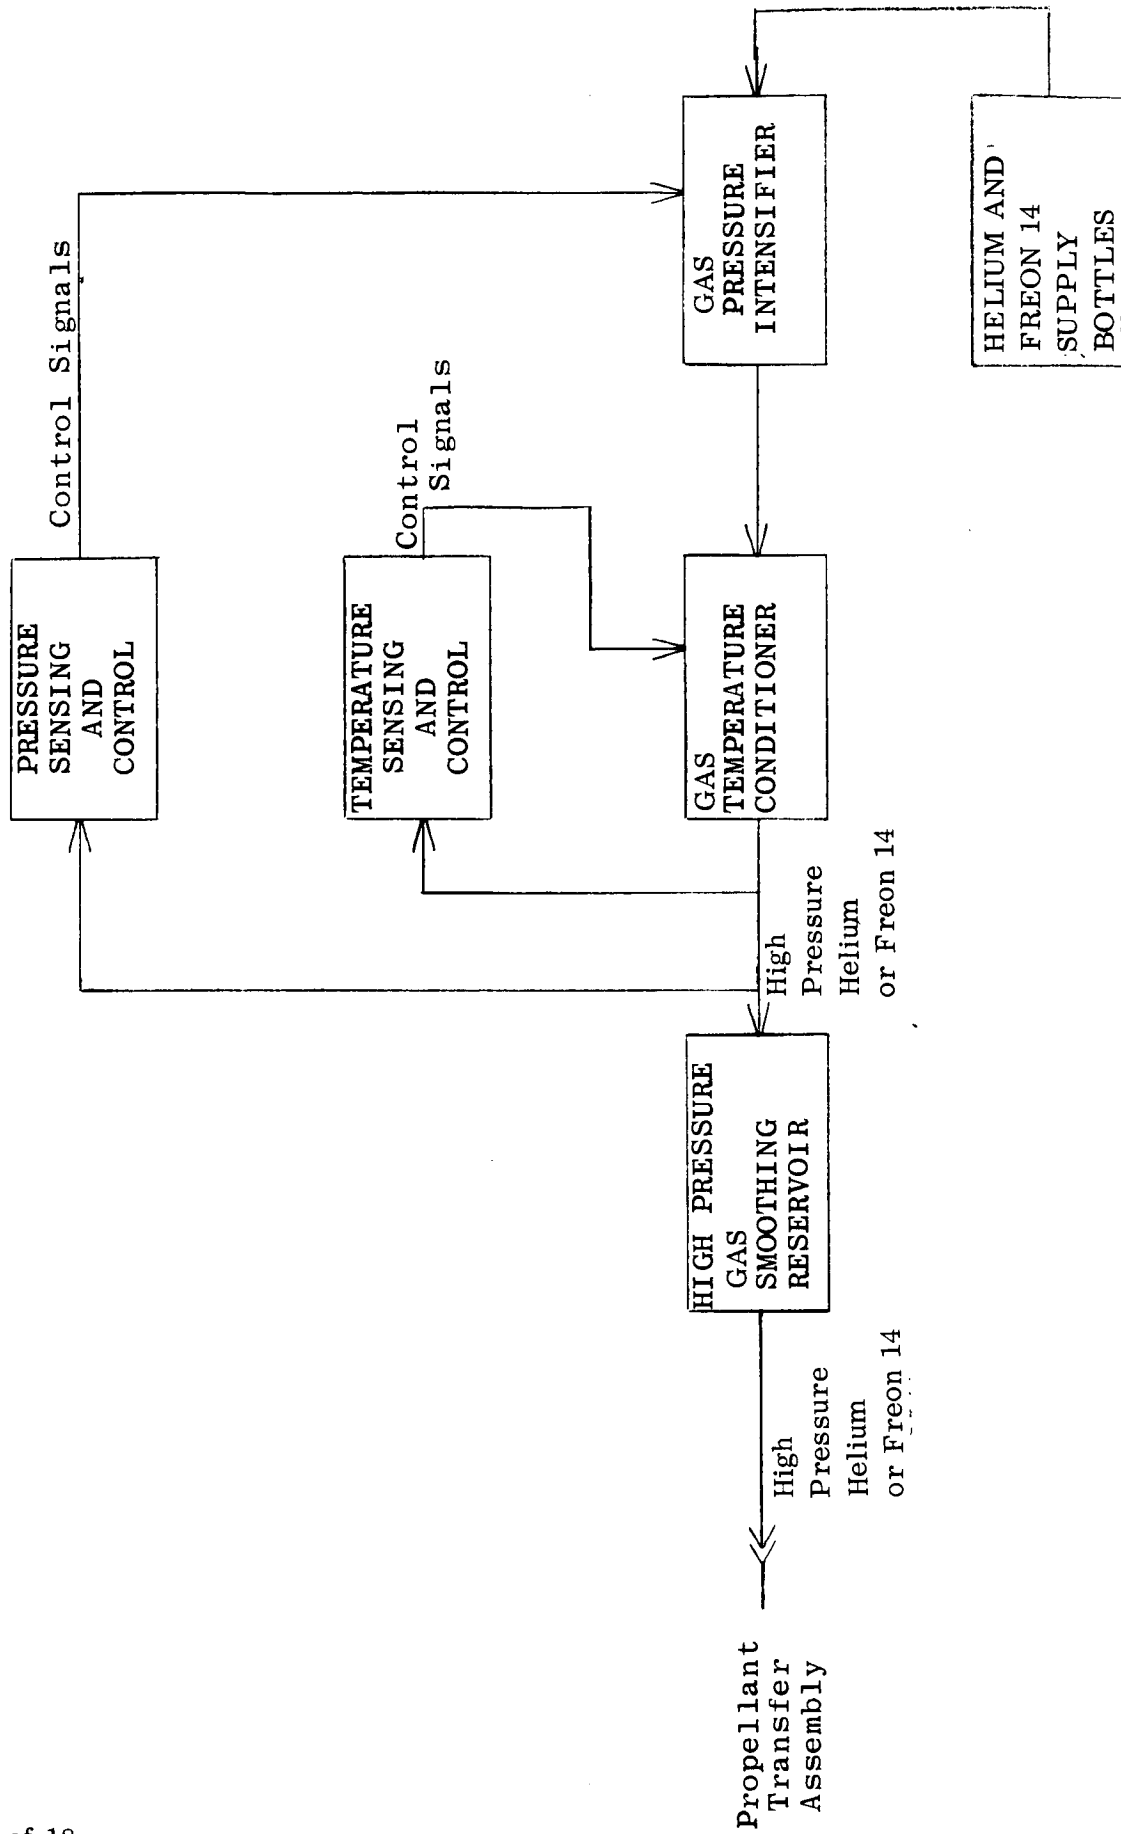 PRESSURE
SENSING
AND
CONTROL
Control Signals
TEMPERATURE
SENSING
AND
CONTROL
Control
Signals
Propellant
Transfer
Assembly
High
Pressure
Helium
or Freon 14
HIGH PRESSURE
GAS
SMOOTHING
RESERVOIR
High
Pressure
Helium
or Freon 14
GAS
TEMPERATURE
CONDITIONER
GAS
PRESSURE
INTENSIFIER
HELIUM AND
FREON 14
SUPPLY
BOTTLES
of 18